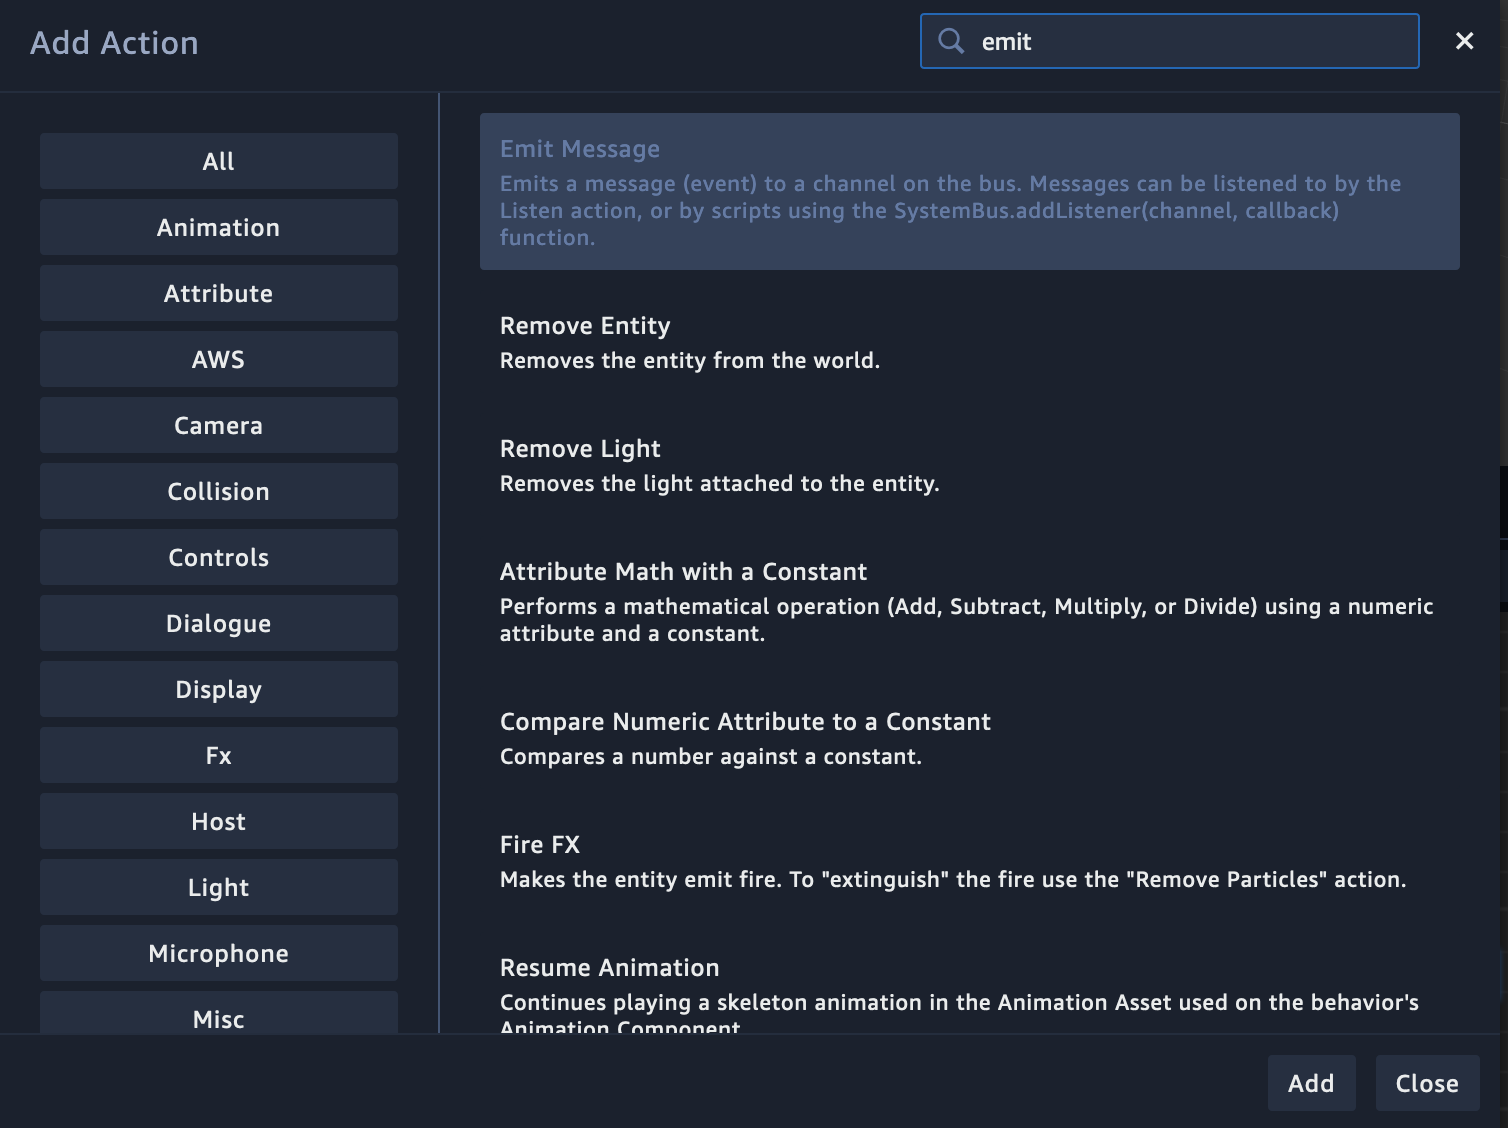 Add Action
emit
All
Animation
Attribute
AWS
Camera
Collision
Controls
Dialogue
Display
Fx
Host
Light
Microphone
Misc
Emit Message
Emits a message (event) to a channel on the bus. Messages can be listened to by the
Listen action, or by scripts using the SystemBus.addListener(channel, callback)
function.
Remove Entity
Removes the entity from the world.
Remove Light
Removes the light attached to the entity.
Attribute Math with a Constant
Performs a mathematical operation (Add, Subtract, Multiply, or Divide) using a numeric
attribute and a constant.
Compare Numeric Attribute to a Constant
Compares a number against a constant.
Fire FX
Makes the entity emit fire. To "extinguish" the fire use the "Remove Particles" action.
Resume Animation
Continues playing a skeleton animation in the Animation Asset used on the behavior's
Animation Component
Add
Close